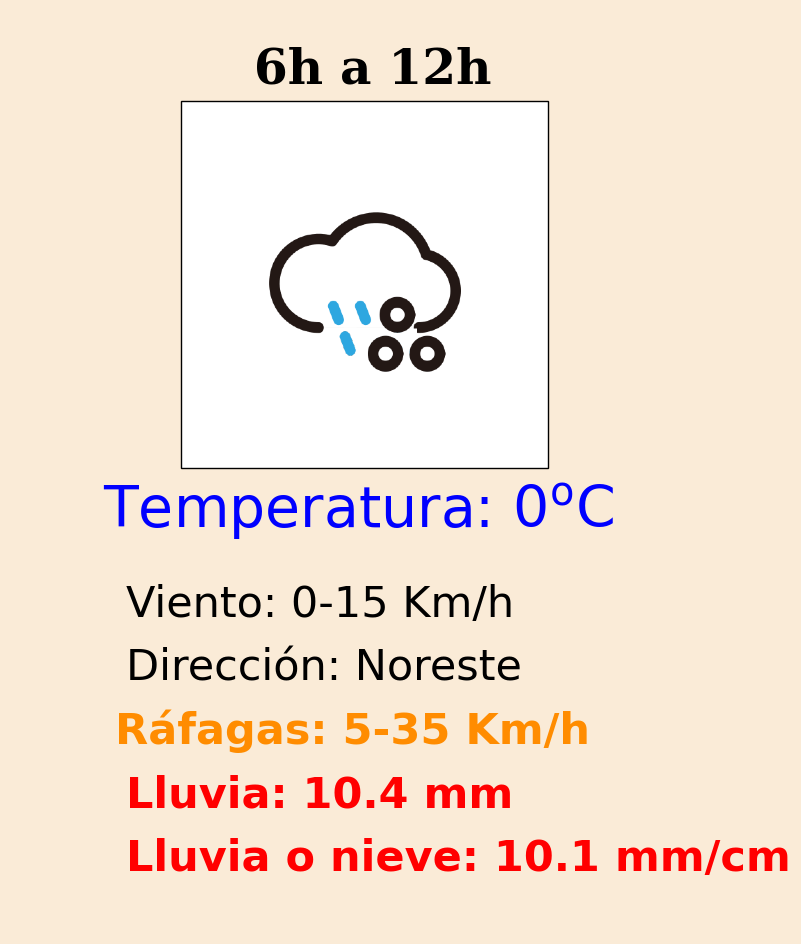 6h a 12h
Temperatura: 0ºC
Viento: 0-15 Km/h
Dirección: Noreste
Ráfagas: 5-35 Km/h
Lluvia: 10.4 mm
Lluvia o nieve: 10.1 mm/cm